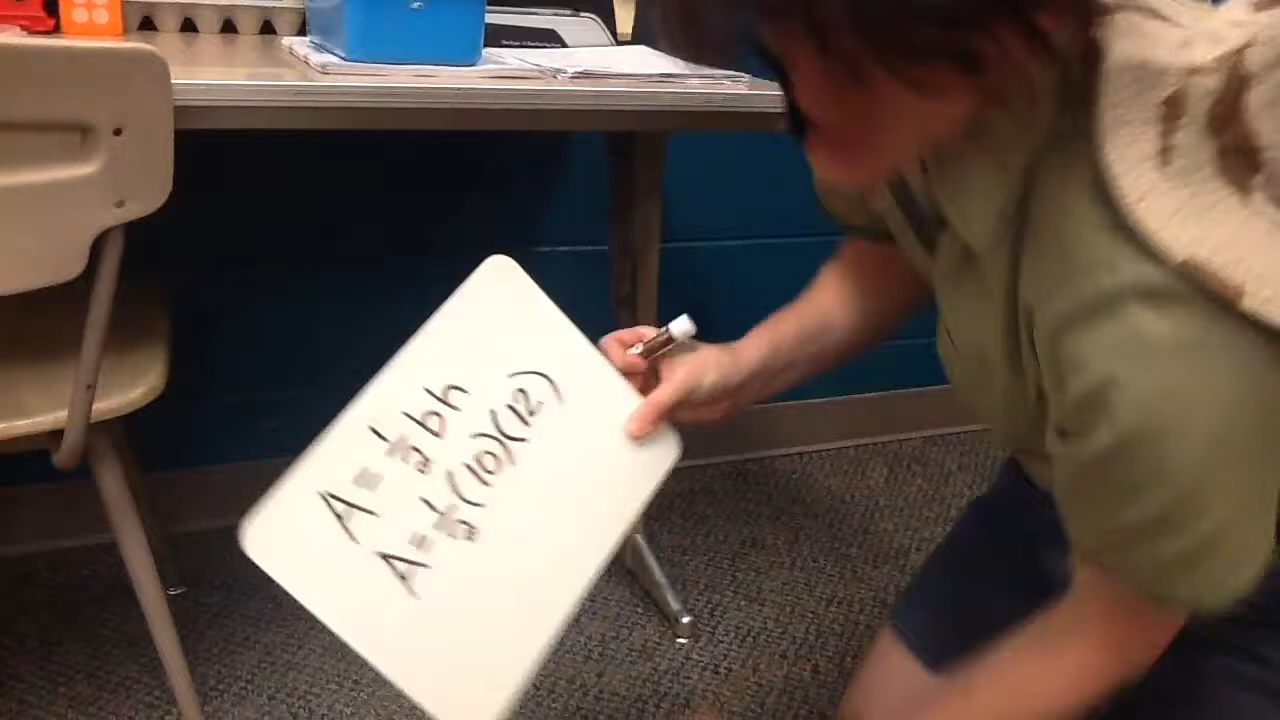 A = ½bh
A = ½(10)(12)